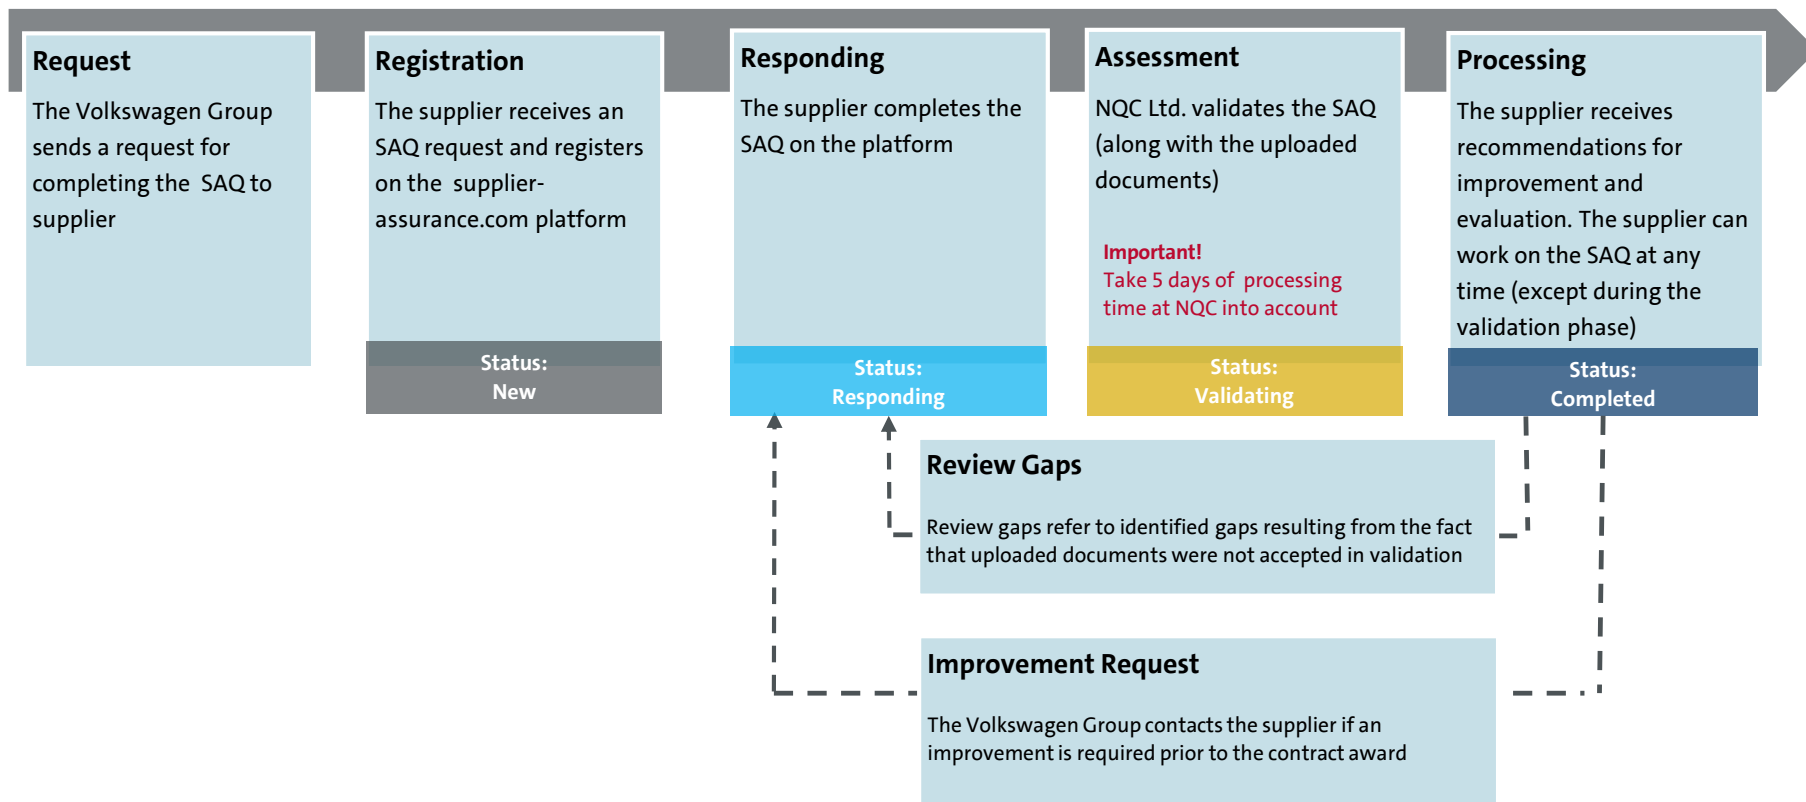 Request
The Volkswagen Group
sends a request for
completing the SAQ to
supplier
Registration
The supplier receives an
SAQ request and registers
on the supplier-
assurance.com platform
Status:
New
Responding
The supplier completes the
SAQ on the platform
Status:
Responding
Assessment
NQC Ltd. validates the SAQ
(along with the uploaded
documents)
Important!
Take 5 days of processing
time at NQC into account
Status:
Validating
Processing
The supplier receives
recommendations for
improvement and
evaluation. The supplier can
work on the SAQ at any
time (except during the
validation phase)
Status:
Completed
Review Gaps
Review gaps refer to identified gaps resulting from the fact
that uploaded documents were not accepted in validation
Improvement Request
The Volkswagen Group contacts the supplier if an
improvement is required prior to the contract award